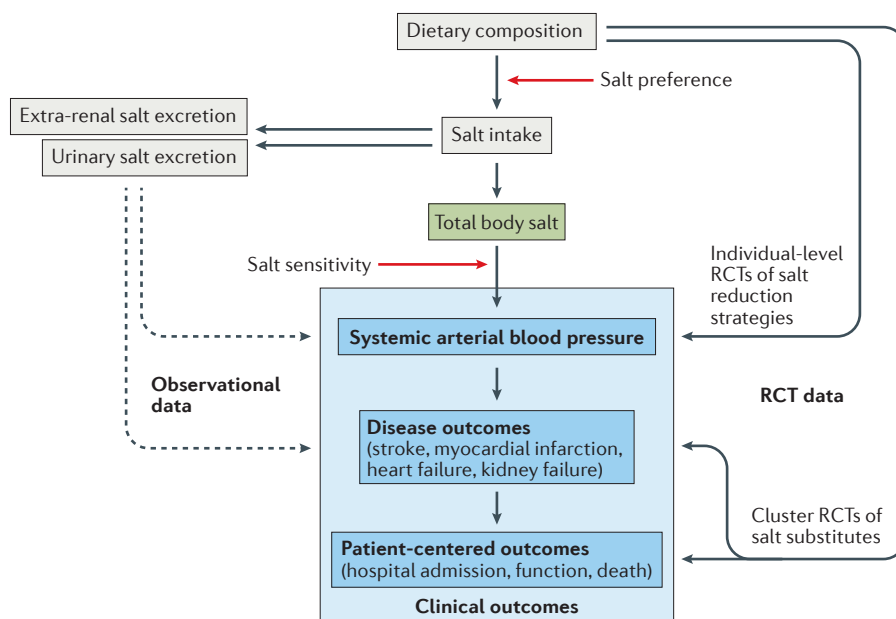 Dietary composition
Salt preference
Extra-renal salt excretion
Salt intake
Urinary salt excretion
Total body salt
Salt sensitivity
Individual-level
RCTs of salt
reduction
strategies
Systemic arterial blood pressure
Observational
data
RCT data
Disease outcomes
(stroke, myocardial infarction,
heart failure, kidney failure)
Cluster RCTs of
salt substitutes
Patient-centered outcomes
(hospital admission, function, death)
Clinical outcomes